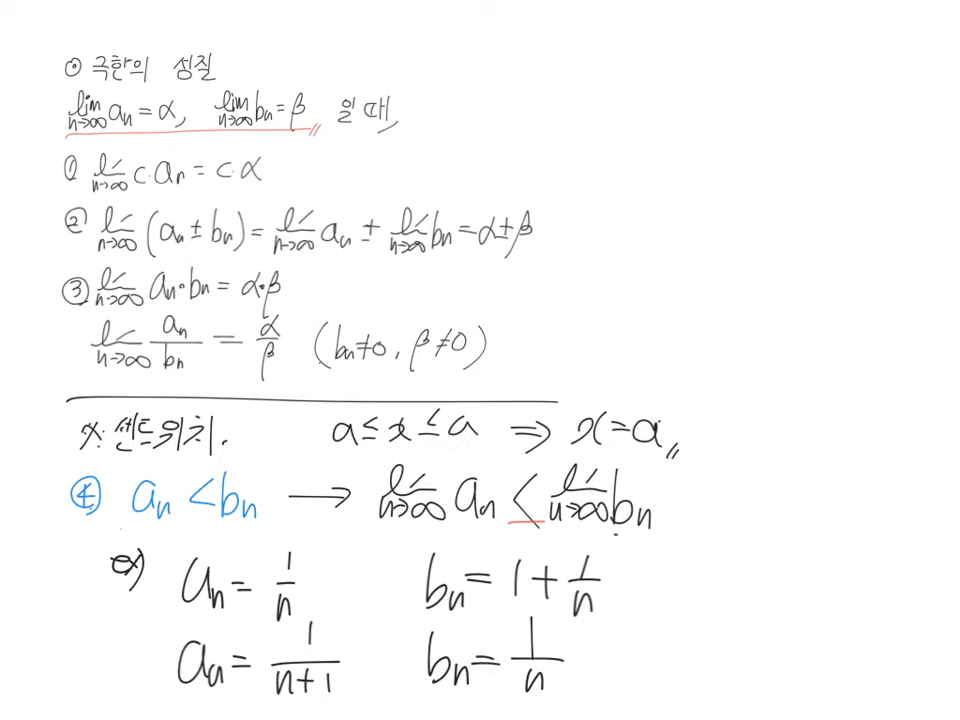 ⊙ 극한의 성질
lim n→∞ aₙ = α, lim n→∞ bₙ = β 일 때,
① lim n→∞ c·aₙ = c·α
② lim n→∞ (aₙ ± bₙ) = lim n→∞ aₙ ± lim n→∞ bₙ = α ± β
③ lim n→∞ aₙ·bₙ = α·β
lim n→∞ aₙ/bₙ = α/β (bₙ≠0, β≠0)
※ 샌드위치. a ≤ x ≤ a ⇒ x = a
④ aₙ < bₙ → lim n→∞ aₙ < lim n→∞ bₙ
ex) aₙ = 1/n bₙ = 1 + 1/n
aₙ = 1/(n+1) bₙ = 1/n